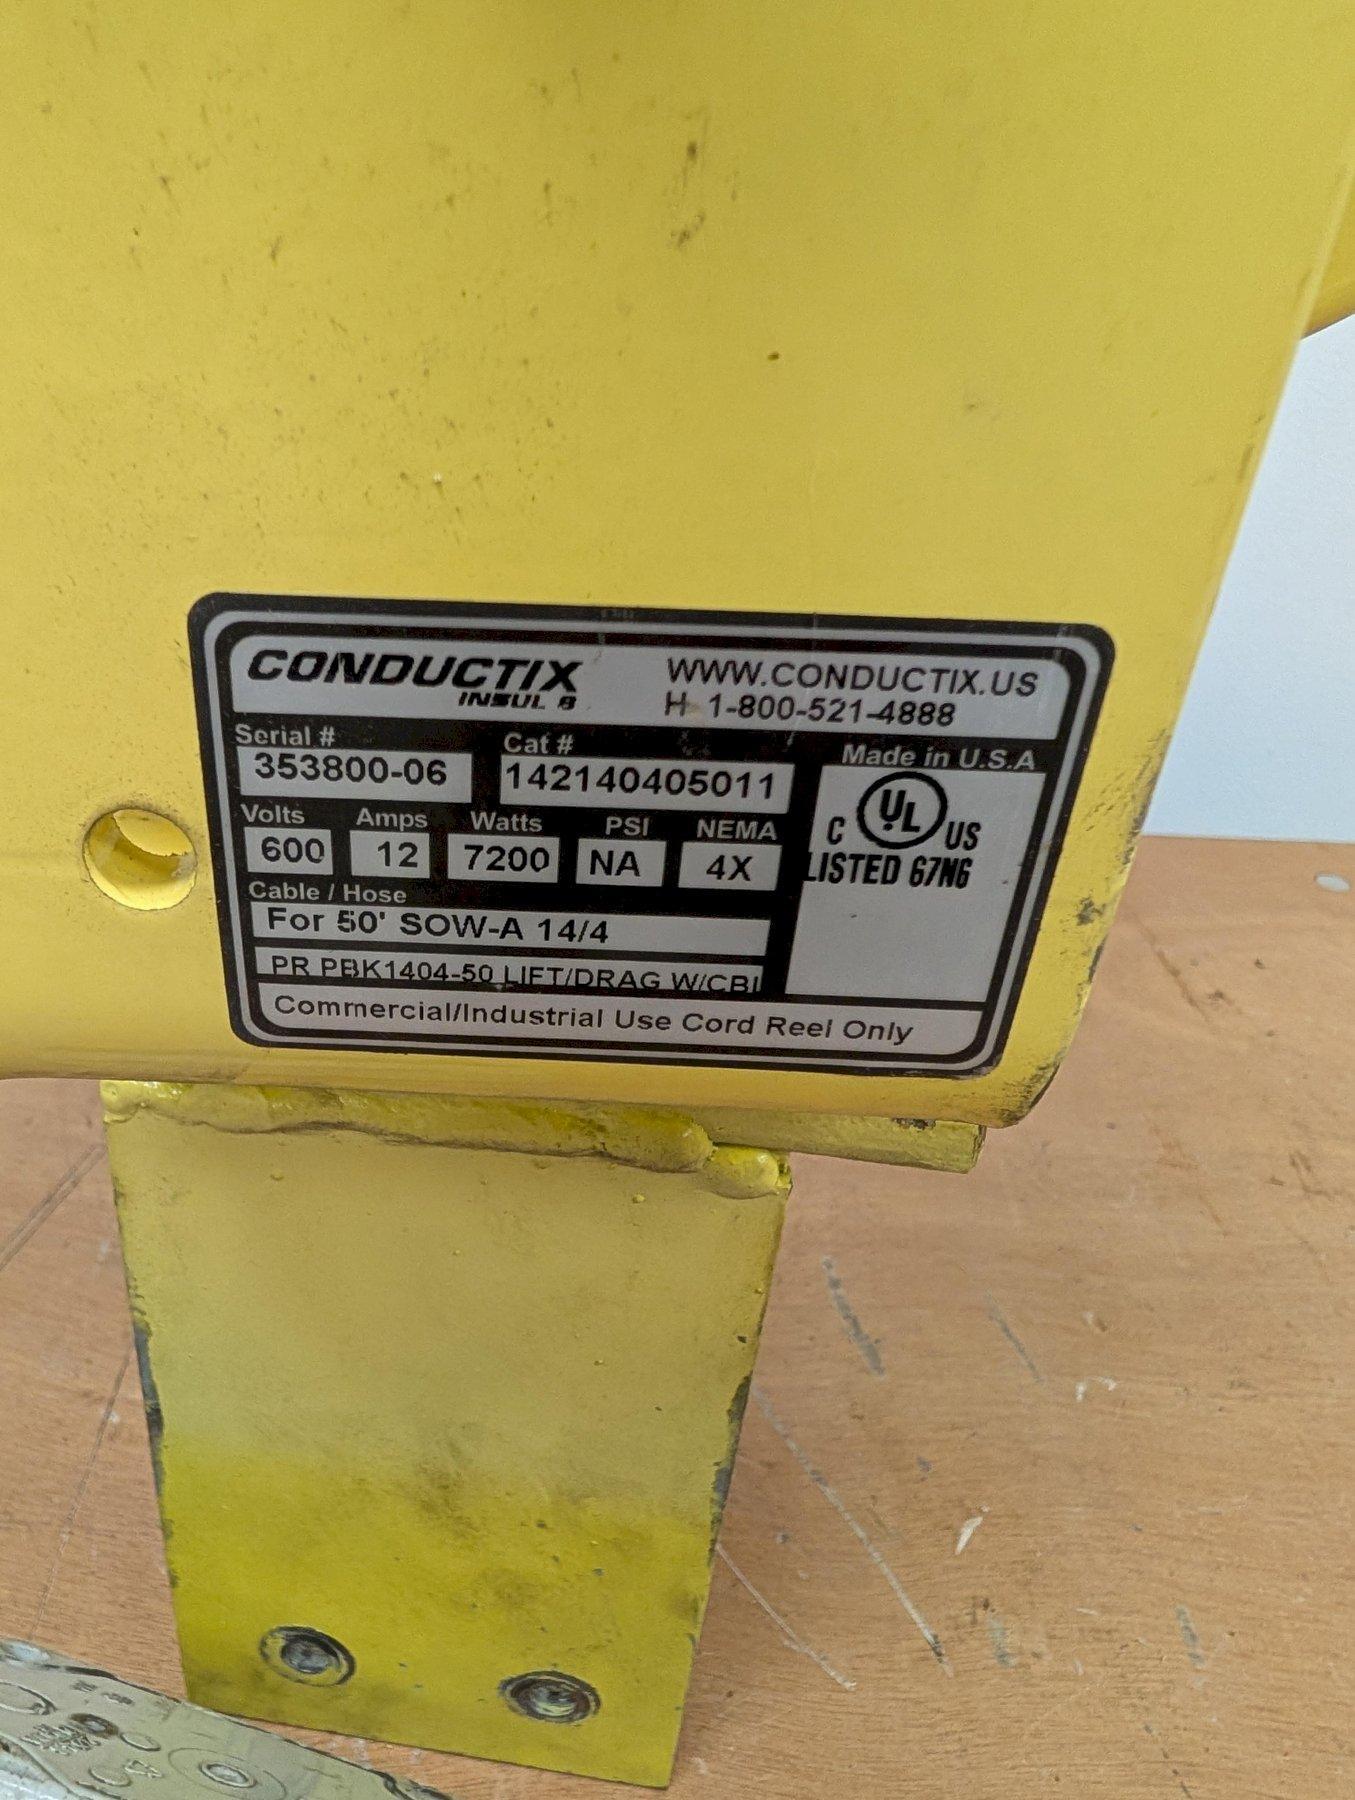 CONDUCTIX
INSUL 8
WWW.CONDUCTIX.US
H 1-800-521-4888
Serial #
353800-06
Cat #
142140405011
Made in U.S.A
Volts
600
Amps
12
Watts
7200
PSI
NA
NEMA
4X
C UL US
LISTED 67M6
Cable / Hose
For 50' SOW-A 14/4
PR PBK1404-50 LIFT/DRAG W/CBL
Commercial/Industrial Use Cord Reel Only